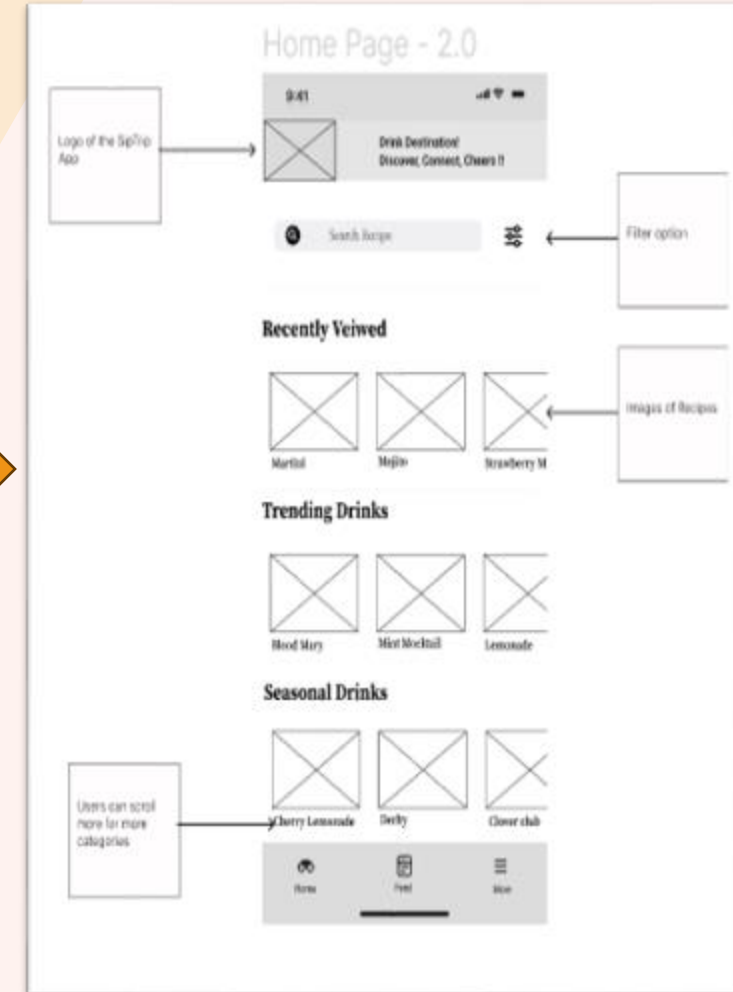 Home Page - 2.0
9:41
Logo of the SipTrip
App
Drink Destination!
Discover, Connect, Cheers !!
Search Recipe
Filter option
Recently Veiwed
Images of Recipes
Martini
Mojito
Strawberry M
Trending Drinks
Blood Mary
Mint Mocktail
Lemonade
Seasonal Drinks
Users can scroll
more for more
categories
Cherry Lemonade
Derby
Clover club
Home
Feed
More